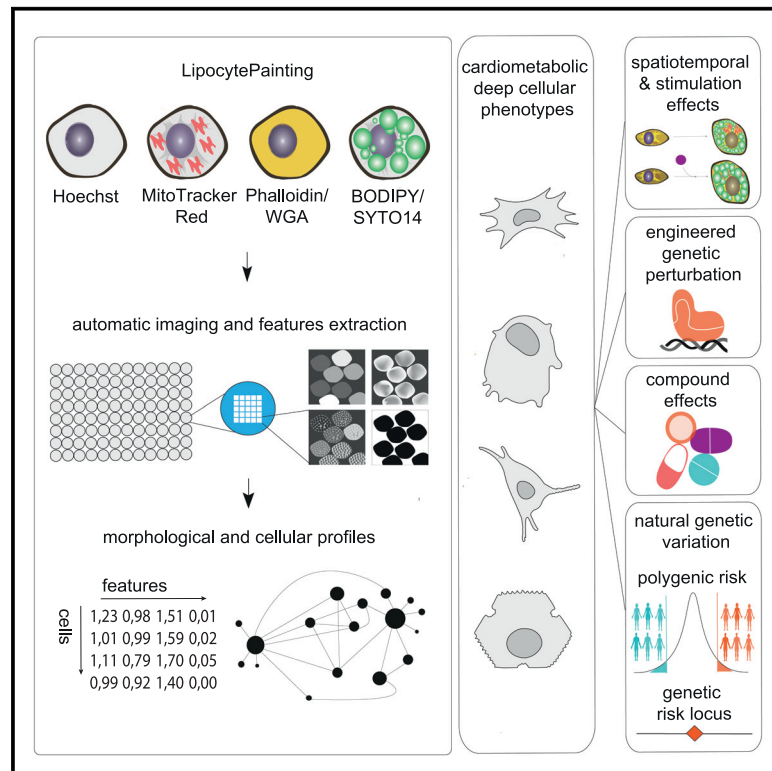 LipocytePainting
Hoechst
MitoTracker
Red
Phalloidin/
WGA
BODIPY/
SYTO14
automatic imaging and features extraction
morphological and cellular profiles
features
cells
1,23 0,98 1,51 0,01
1,01 0,99 1,59 0,02
1,11 0,79 1,70 0,05
0,99 0,92 1,40 0,00
cardiometabolic
deep cellular
phenotypes
spatiotemporal
& stimulation
effects
engineered
genetic
perturbation
compound
effects
natural genetic
variation
polygenic risk
genetic
risk locus